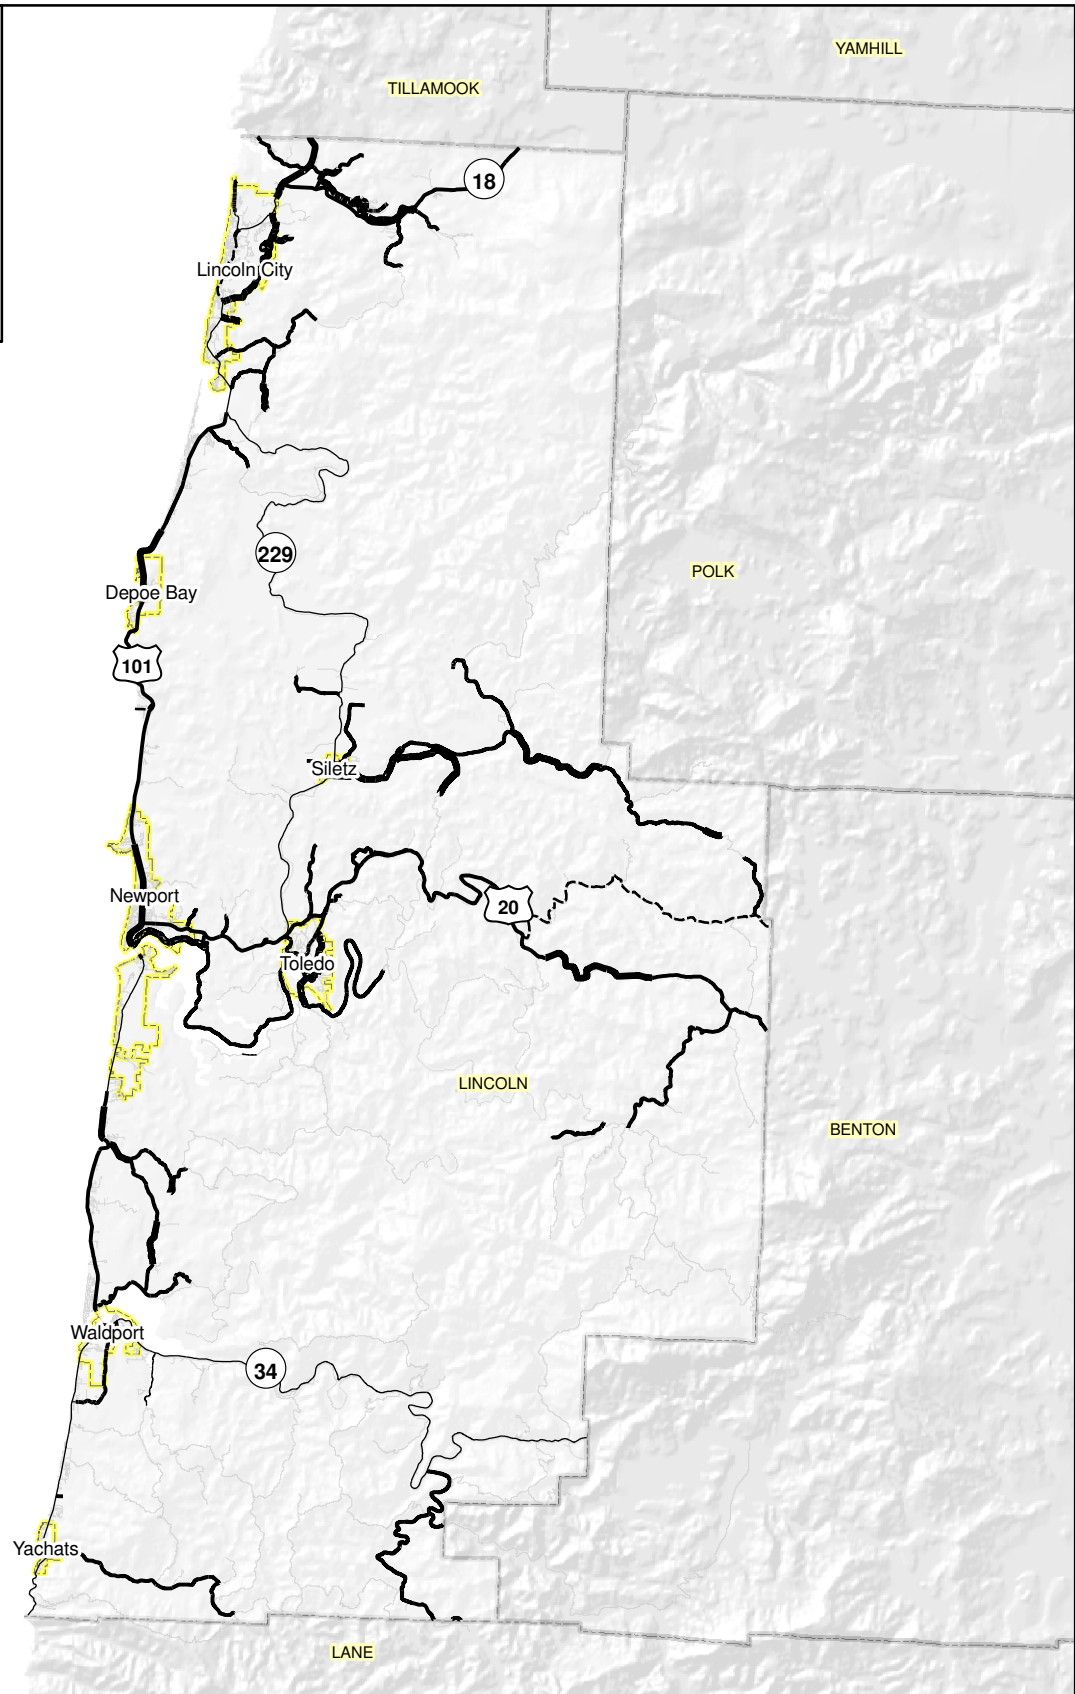 YAMHILL
TILLAMOOK
18
Lincoln City
229
POLK
Depoe Bay
101
Siletz
Newport
20
Toledo
LINCOLN
BENTON
Waldport
34
Yachats
LANE